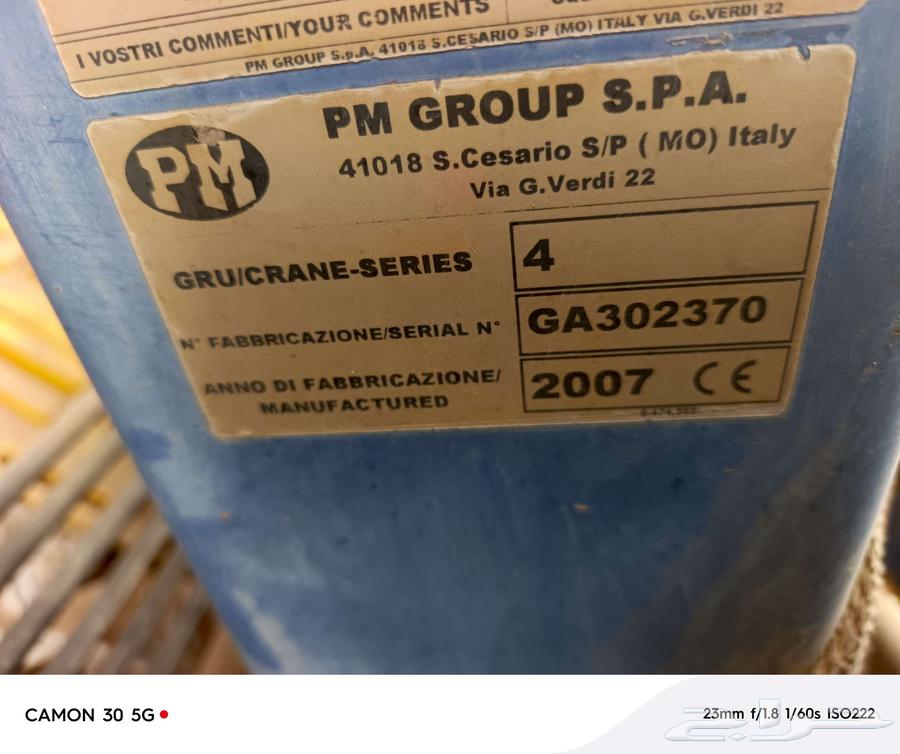 I VOSTRI COMMENTI/YOUR COMMENTS
PM GROUP S.p.A. 41018 S.CESARIO S/P (MO) ITALY VIA G.VERDI 22
PM
PM GROUP S.P.A.
41018 S.Cesario S/P ( MO) Italy
Via G.Verdi 22
GRU/CRANE-SERIES 4
N° FABBRICAZIONE/SERIAL N° GA302370
ANNO DI FABBRICAZIONE/
MANUFACTURED 2007 CE
CAMON 30 5G
23mm f/1.8 1/60s ISO222
حراج